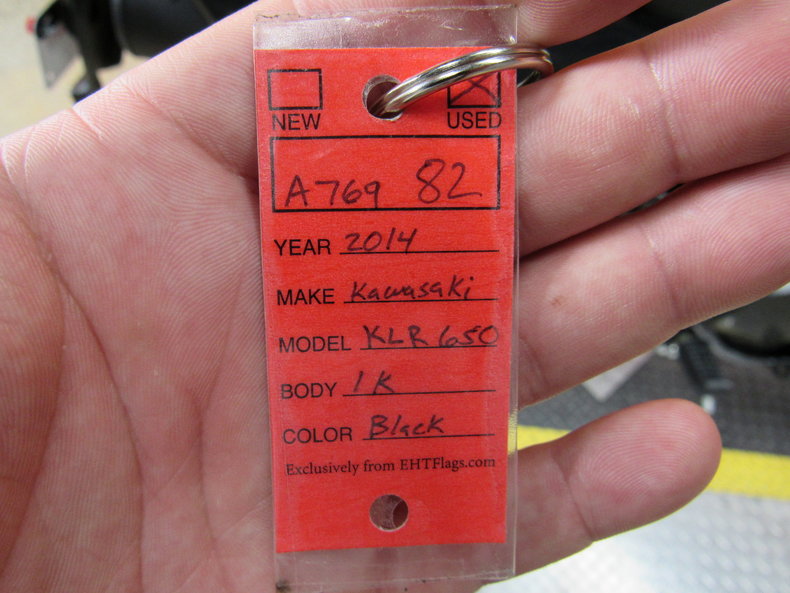 NEW USED
A769 82
YEAR 2014
MAKE Kawasaki
MODEL KLR650
BODY 1K
COLOR Black
Exclusively from EHTFlags.com